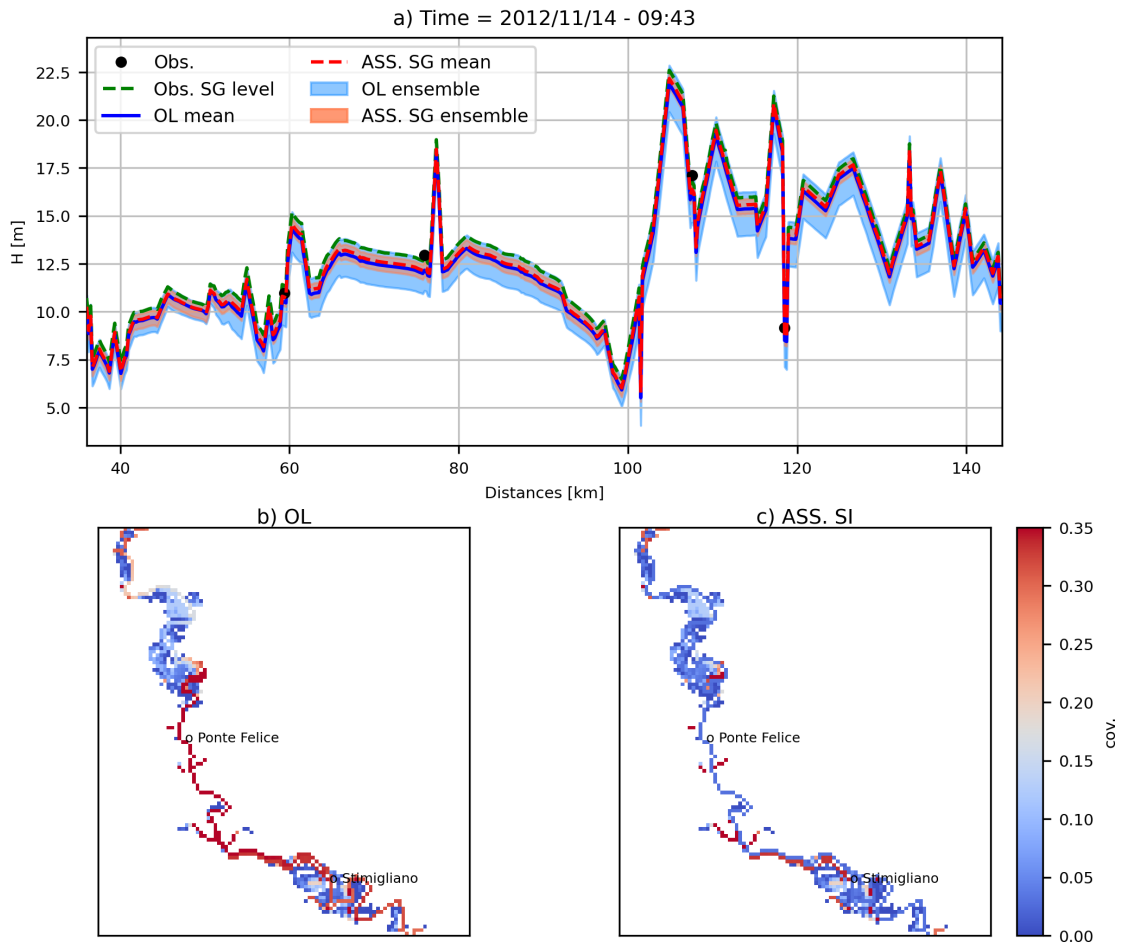 a) Time = 2012/11/14 - 09:43
Obs.
Obs. SG level
OL mean
ASS. SG mean
OL ensemble
ASS. SG ensemble
H [m]
22.5
20.0
17.5
15.0
12.5
10.0
7.5
5.0
40 60 80 100 120 140
Distances [km]
b) OL
o Ponte Felice
o Stimigliano
c) ASS. SI
o Ponte Felice
o Stimigliano
0.35
0.30
0.25
0.20
0.15
0.10
0.05
0.00
cov.